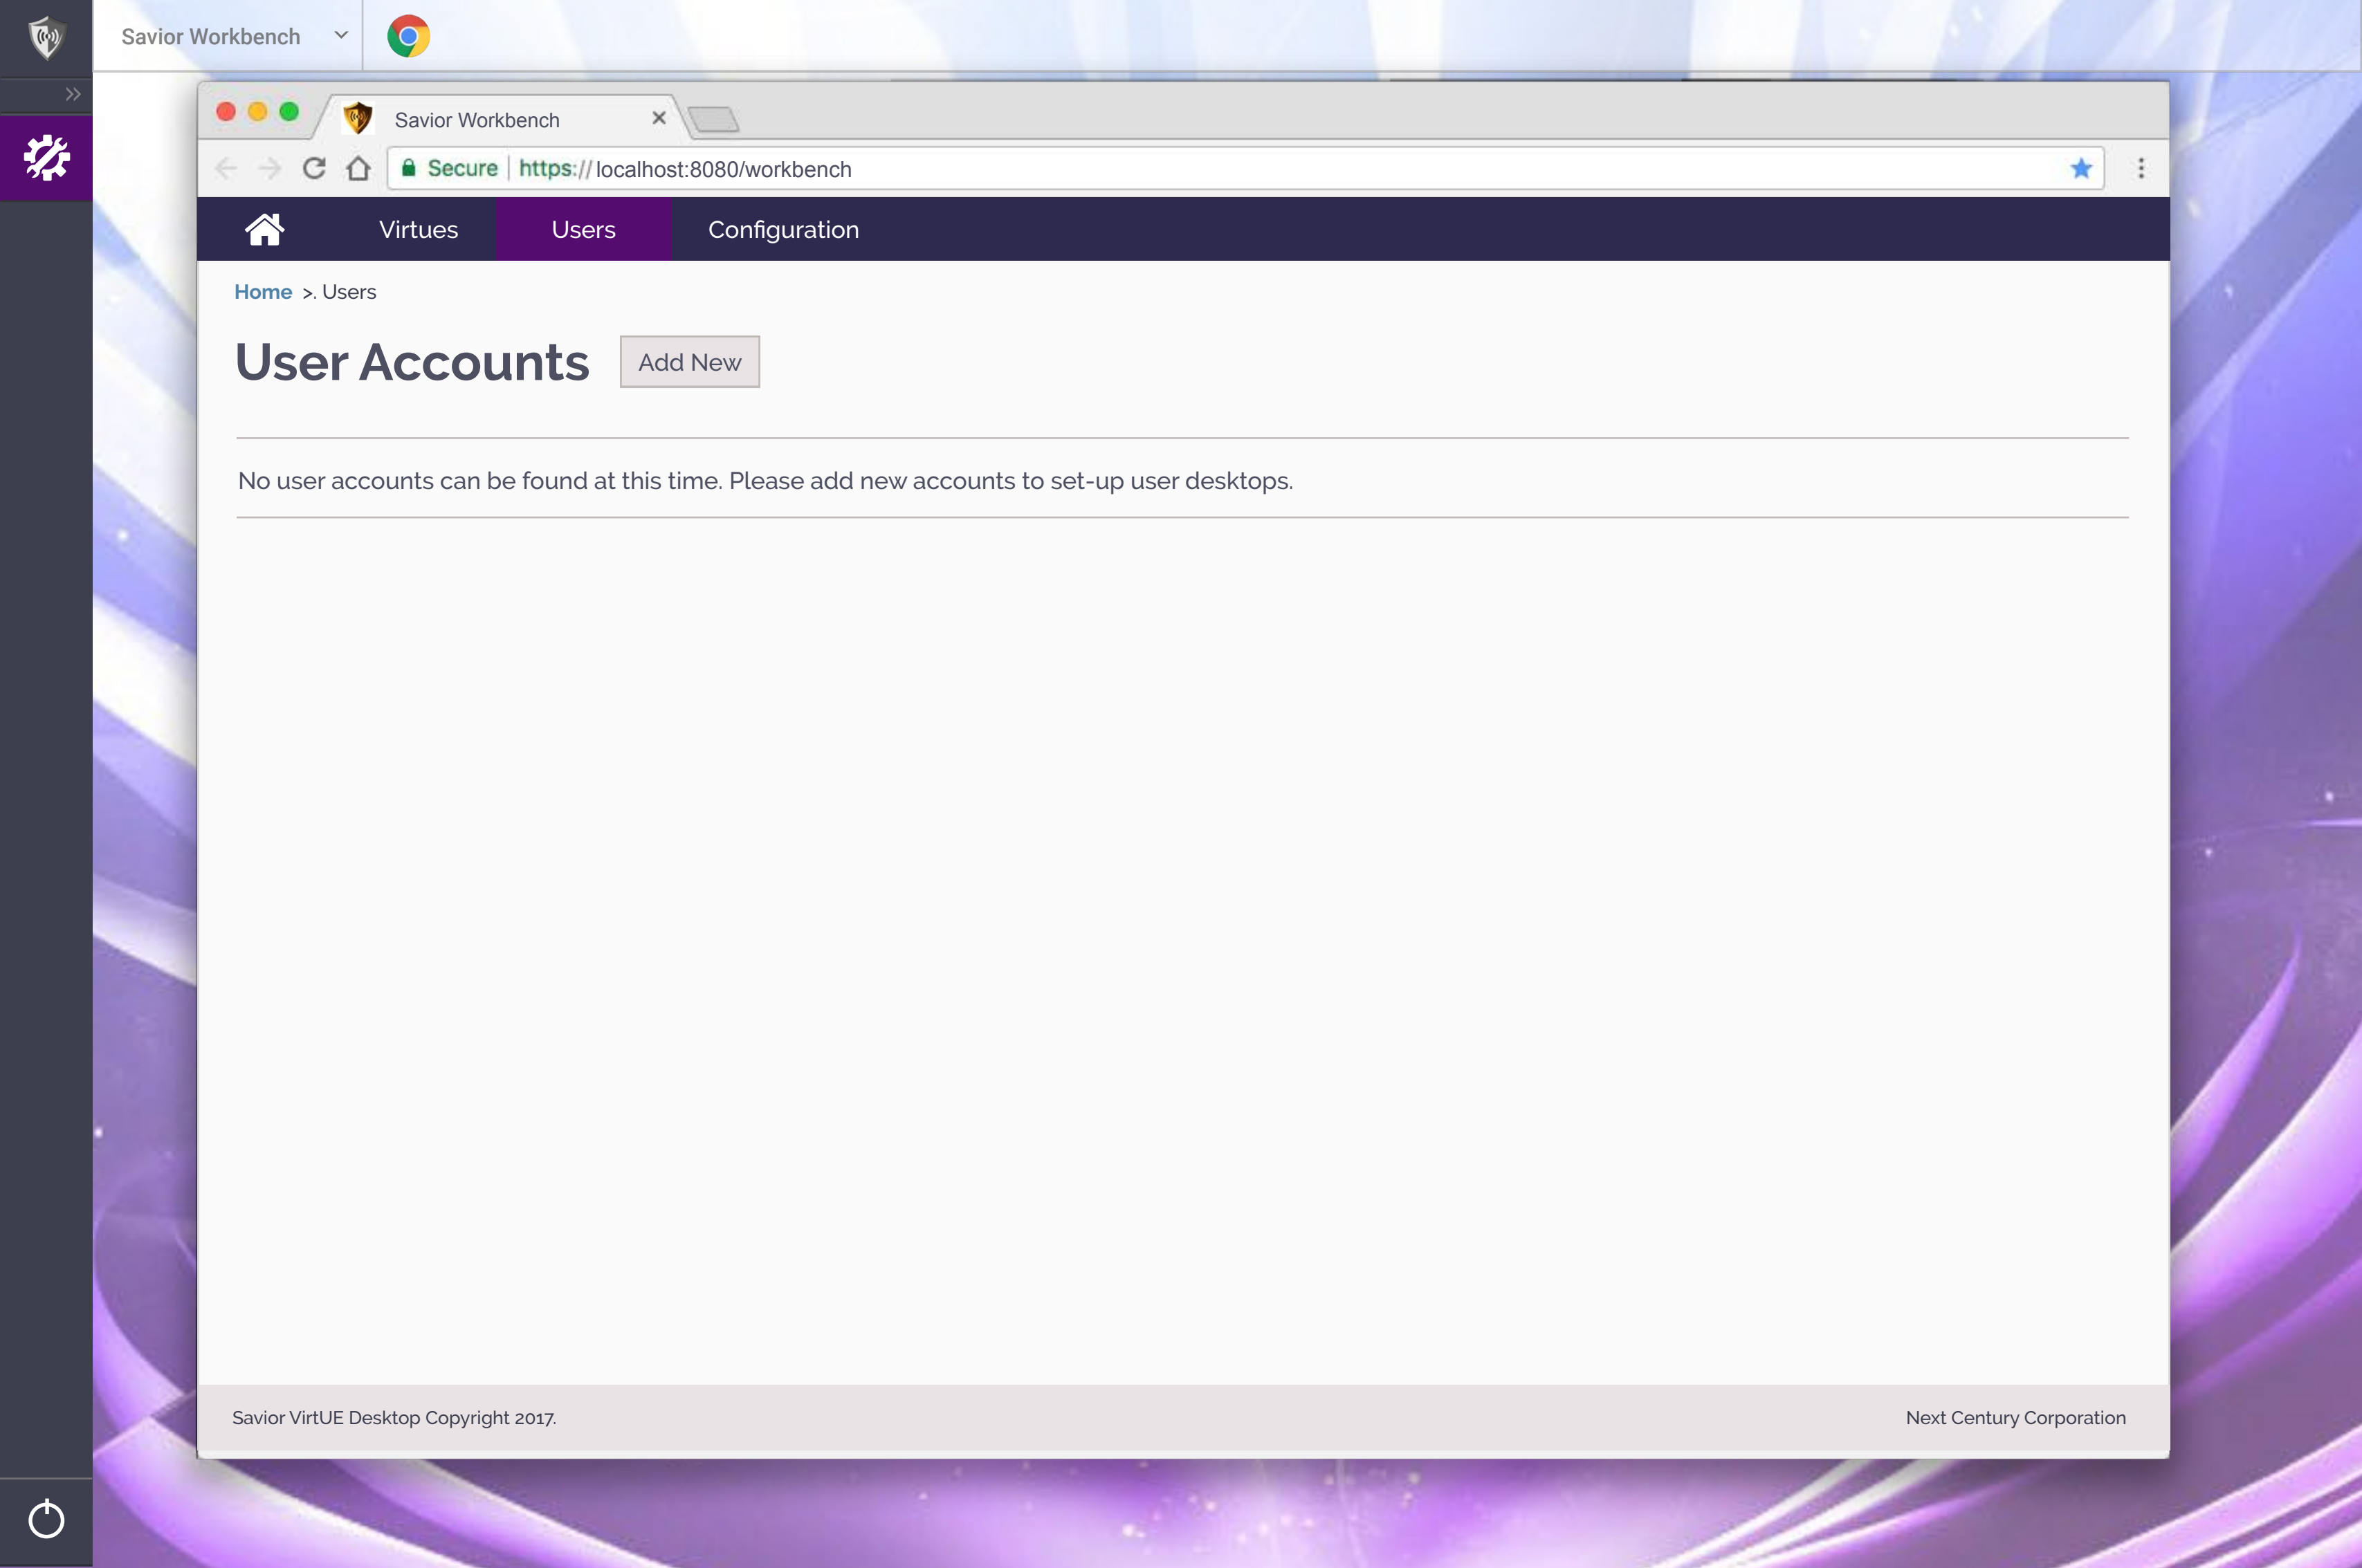 Savior Workbench
Savior Workbench
Secure https://localhost:8080/workbench
Virtues Users Configuration
Home >. Users
User Accounts Add New
No user accounts can be found at this time. Please add new accounts to set-up user desktops.
Savior VirtUE Desktop Copyright 2017. Next Century Corporation